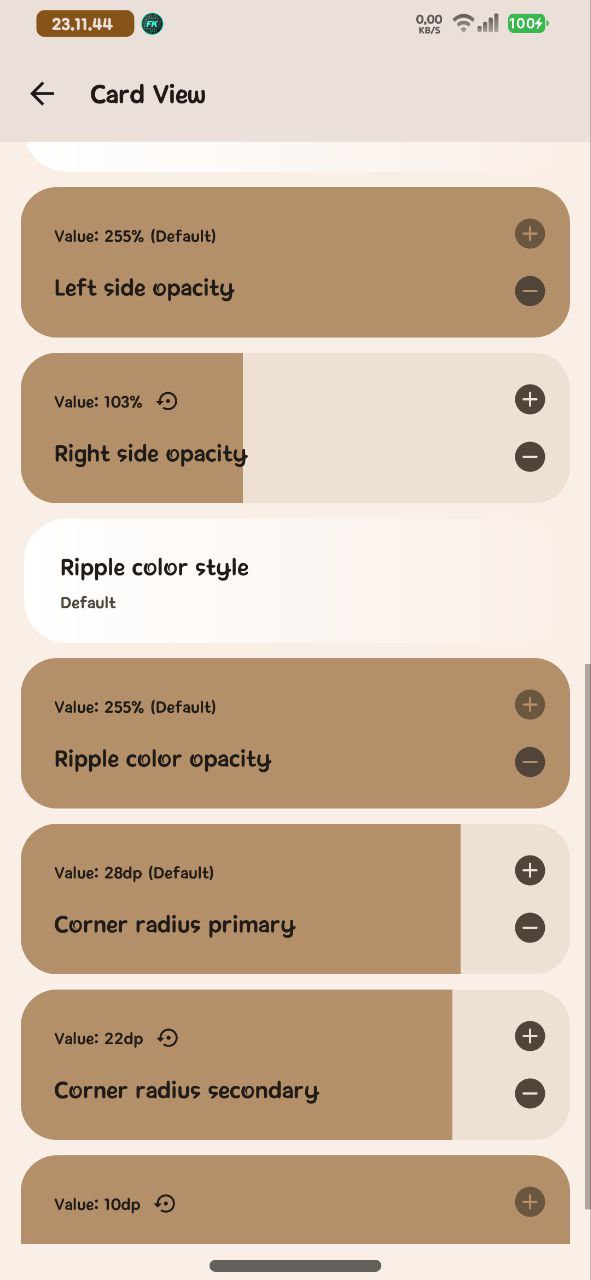 23.11.44
FK
0,00
KB/S
100
Card View
Value: 255% (Default)
Left side opacity
Value: 103%
Right side opacity
Ripple color style
Default
Value: 255% (Default)
Ripple color opacity
Value: 28dp (Default)
Corner radius primary
Value: 22dp
Corner radius secondary
Value: 10dp